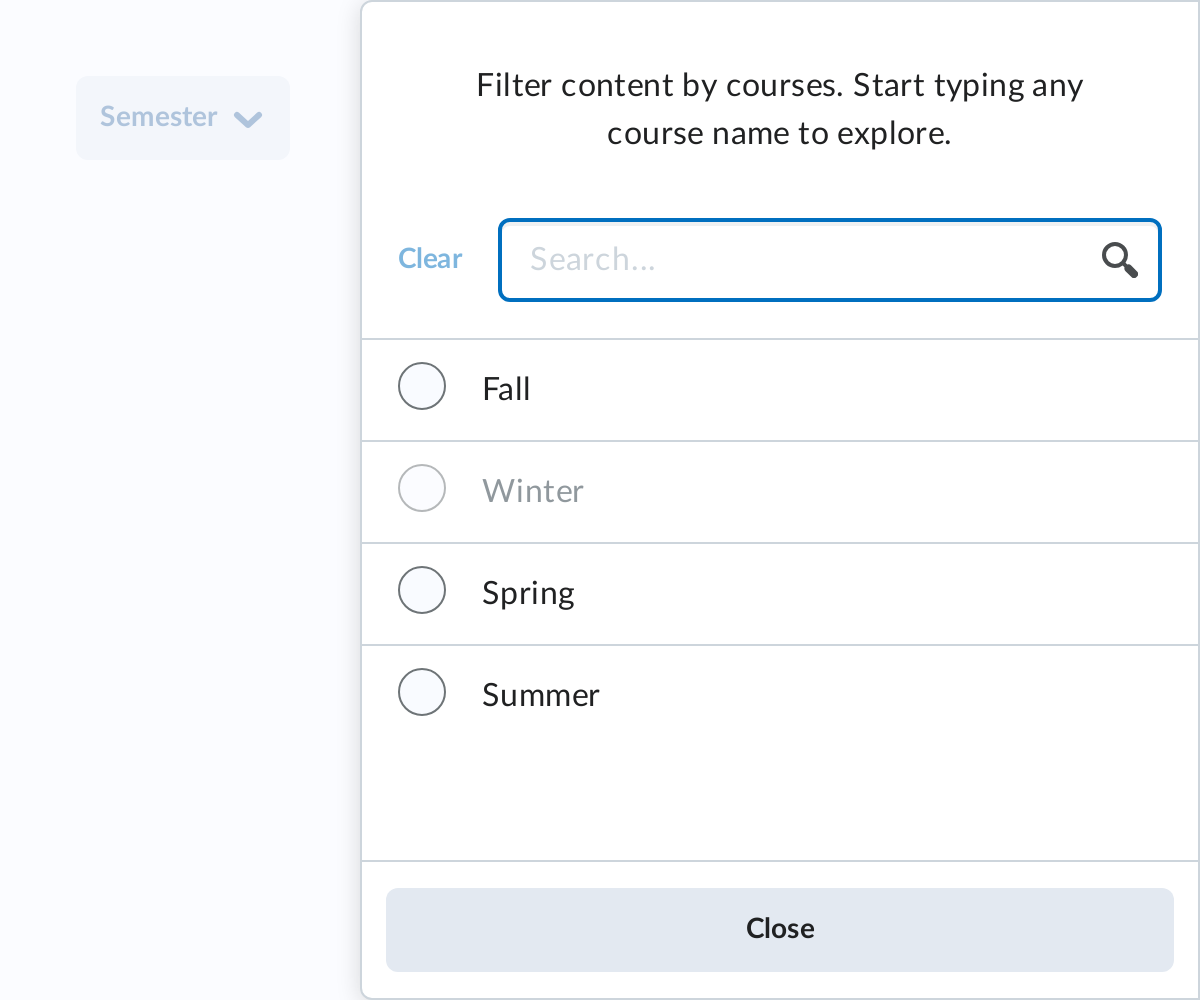 Semester
Filter content by courses. Start typing any
course name to explore.
Clear
Search...
Fall
Winter
Spring
Summer
Close